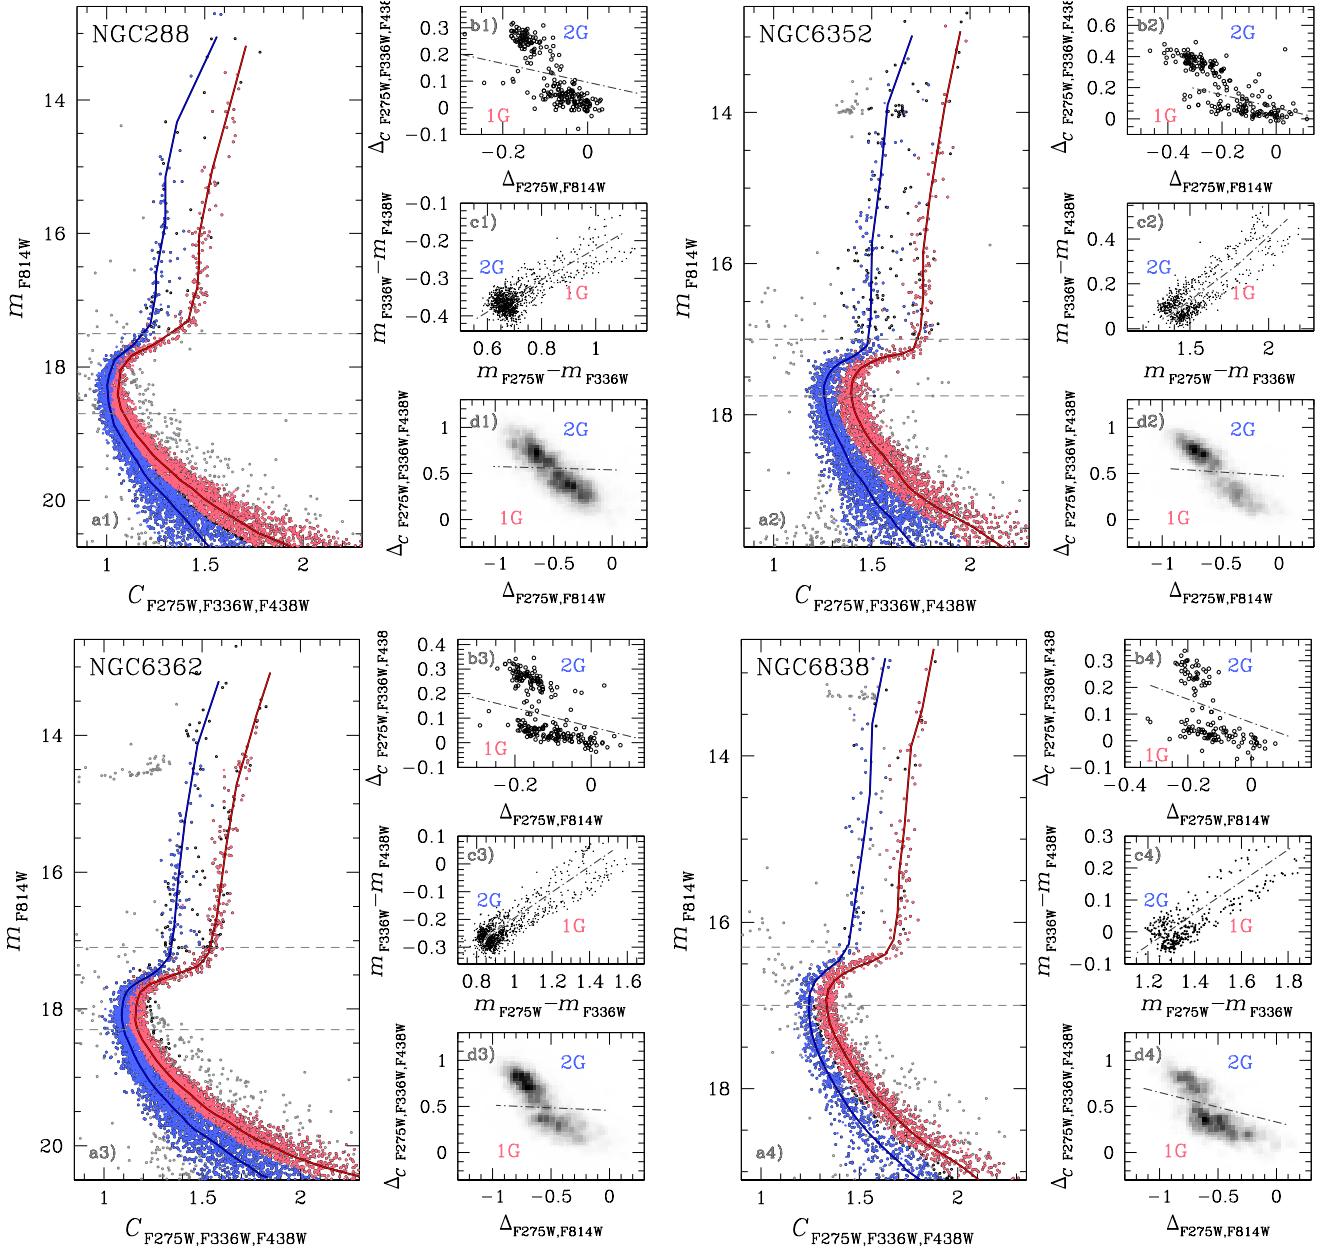 NGC288
14
16
18
20
1
1.5
2
m F814W
C F275W,F336W,F438W
a1)
b1)
2G
1G
0.3
0.2
0.1
0
−0.1
−0.2
0
Δ C F275W,F336W,F438W
Δ F275W,F814W
c1)
2G
1G
−0.1
−0.2
−0.3
−0.4
0.6
0.8
1
m F336W−m F438W
m F275W−m F336W
d1)
2G
1G
1
0.5
0
−1
−0.5
0
Δ C F275W,F336W,F438W
Δ F275W,F814W
NGC6352
14
16
18
1
1.5
2
m F814W
C F275W,F336W,F438W
a2)
b2)
2G
1G
0.6
0.4
0.2
0
−0.4
−0.2
0
Δ C F275W,F336W,F438W
Δ F275W,F814W
c2)
2G
1G
0.4
0.2
0
1.5
2
m F336W−m F438W
m F275W−m F336W
d2)
2G
1G
1
0.5
0
−1
−0.5
0
Δ C F275W,F336W,F438W
Δ F275W,F814W
NGC6362
14
16
18
20
1
1.5
2
m F814W
C F275W,F336W,F438W
a3)
b3)
2G
1G
0.4
0.3
0.2
0.1
0
−0.1
−0.2
0
Δ C F275W,F336W,F438
Δ F275W,F814W
c3)
2G
1G
0.1
0
−0.1
−0.2
−0.3
0.8
1
1.2
1.4
1.6
m F336W−m F438W
m F275W−m F336W
d3)
2G
1G
1
0.5
0
−1
−0.5
0
Δ C F275W,F336W,F438W
Δ F275W,F814W
NGC6838
14
16
18
1
1.5
2
m F814W
C F275W,F336W,F438W
a4)
b4)
2G
1G
0.3
0.2
0.1
0
−0.1
−0.4
−0.2
0
Δ C F275W,F336W,F438
Δ F275W,F814W
c4)
2G
1G
0.3
0.2
0.1
0
−0.1
1.2
1.4
1.6
1.8
m F336W−m F438W
m F275W−m F336W
d4)
2G
1G
1
0.5
0
−1
−0.5
0
Δ C F275W,F336W,F438W
Δ F275W,F814W